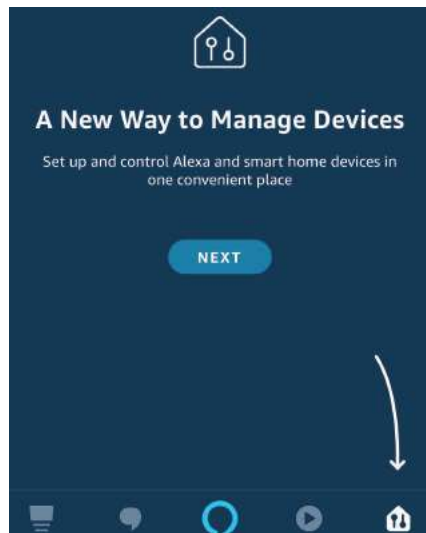 A New Way to Manage Devices
Set up and control Alexa and smart home devices in
one convenient place
NEXT